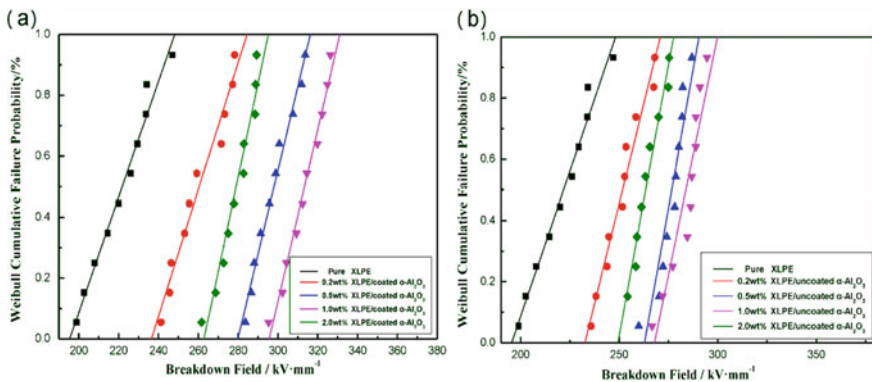 (a)
Weibull Cumulative Failure Probability/%
1.0
0.8
0.6
0.4
0.2
0.0
200 220 240 260 280 300 320 340 360 380
Breakdown Field / kV·mm⁻¹
Pure XLPE
0.2wt% XLPE/coated α-Al₂O₃
0.5wt% XLPE/coated α-Al₂O₃
1.0wt% XLPE/coated α-Al₂O₃
2.0wt% XLPE/coated α-Al₂O₃
(b)
Weibull Cumulative Failure Probability/%
1.0
0.8
0.6
0.4
0.2
0.0
200 250 300 350
Breakdown Field / kV·mm⁻¹
Pure XLPE
0.2wt% XLPE/uncoated α-Al₂O₃
0.5wt% XLPE/uncoated α-Al₂O₃
1.0wt% XLPE/uncoated α-Al₂O₃
2.0wt% XLPE/uncoated α-Al₂O₃